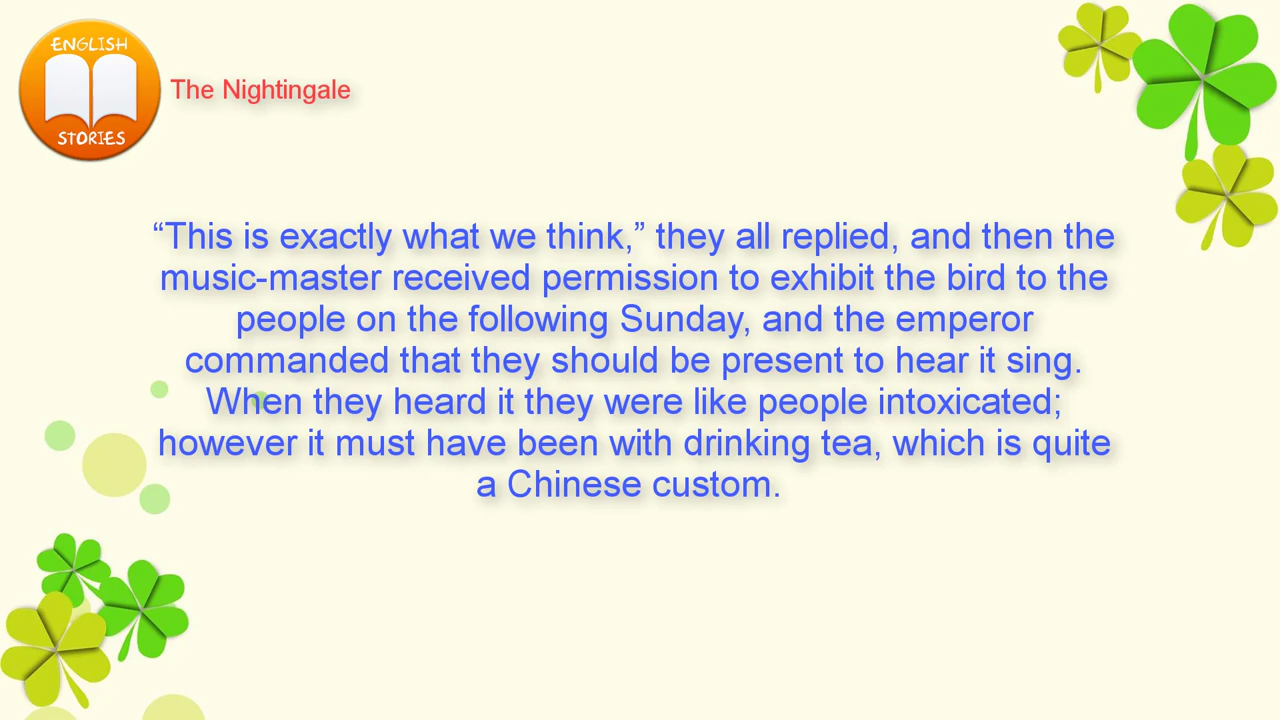 ENGLISH
STORIES
The Nightingale
“This is exactly what we think,” they all replied, and then the
music-master received permission to exhibit the bird to the
people on the following Sunday, and the emperor
commanded that they should be present to hear it sing.
When they heard it they were like people intoxicated;
however it must have been with drinking tea, which is quite
a Chinese custom.